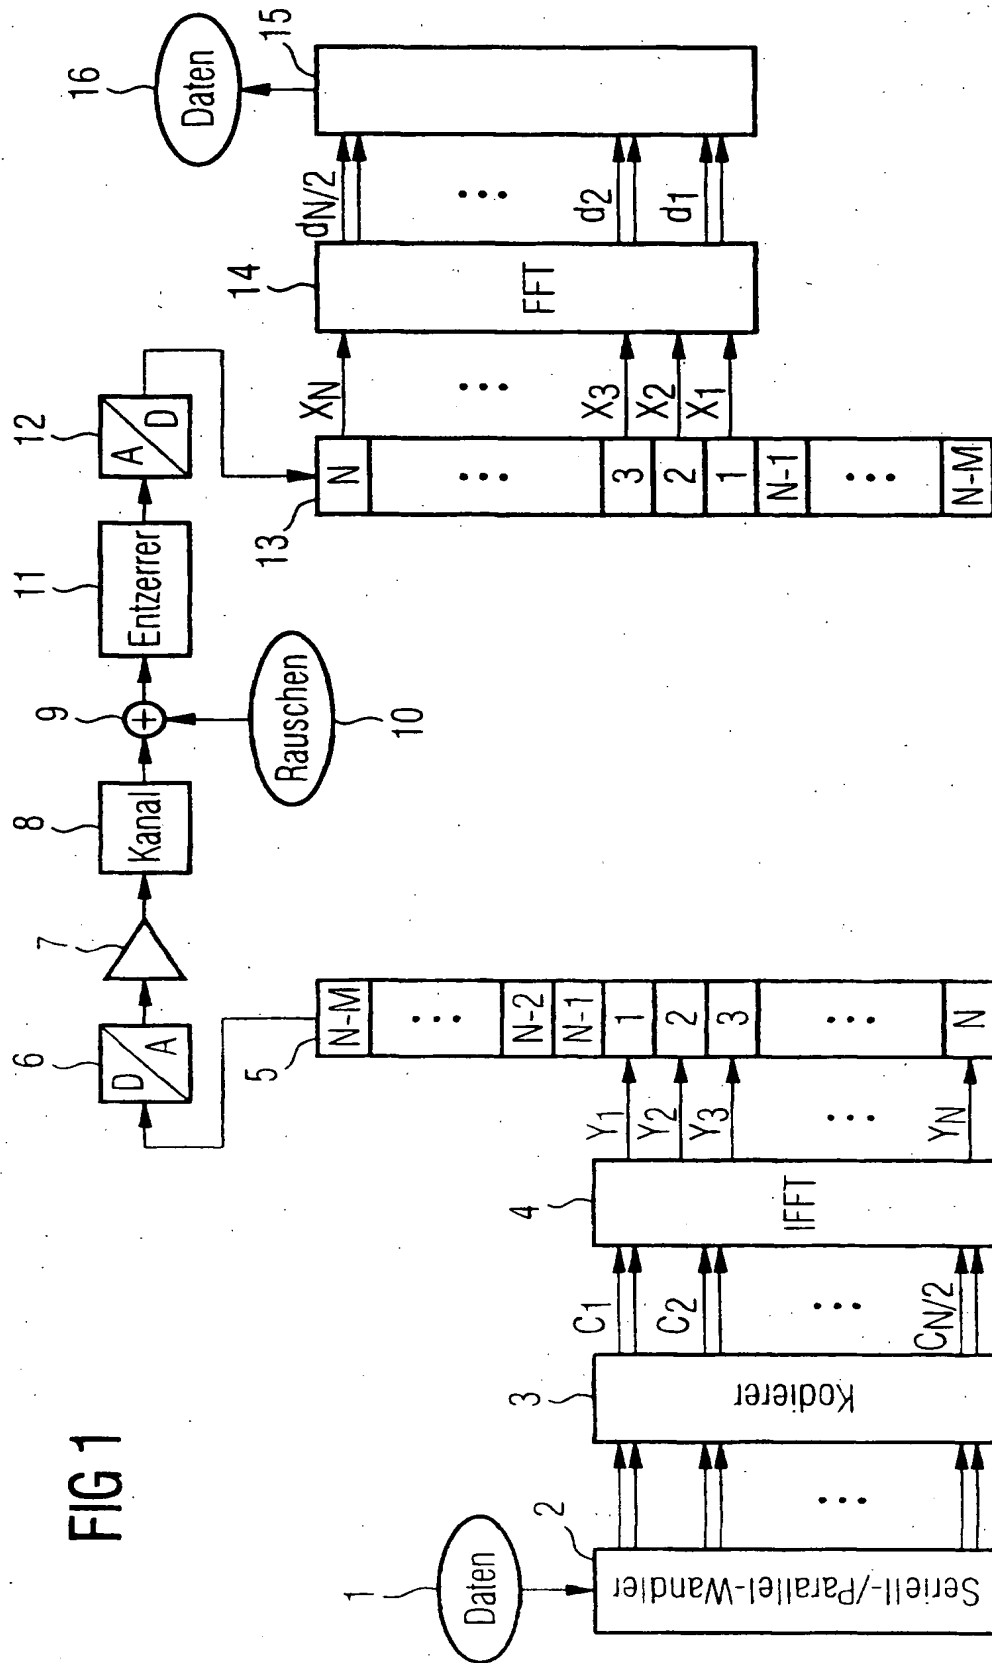 FIG 1
1
Daten
2
Seriell-/Parallel-Wandler
...
3
Kodierer
C1
C2
...
CN/2
4
IFFT
Y1
Y2
Y3
...
YN
5
N-M
...
N-2
N-1
1
2
3
...
N
6
D
A
7
8
Kanal
9
+
10
Rauschen
11
Entzerrer
12
A
D
13
N
...
3
2
1
N-1
...
N-M
XN
...
X3
X2
X1
14
FFT
dN/2
...
d2
d1
15
16
Daten